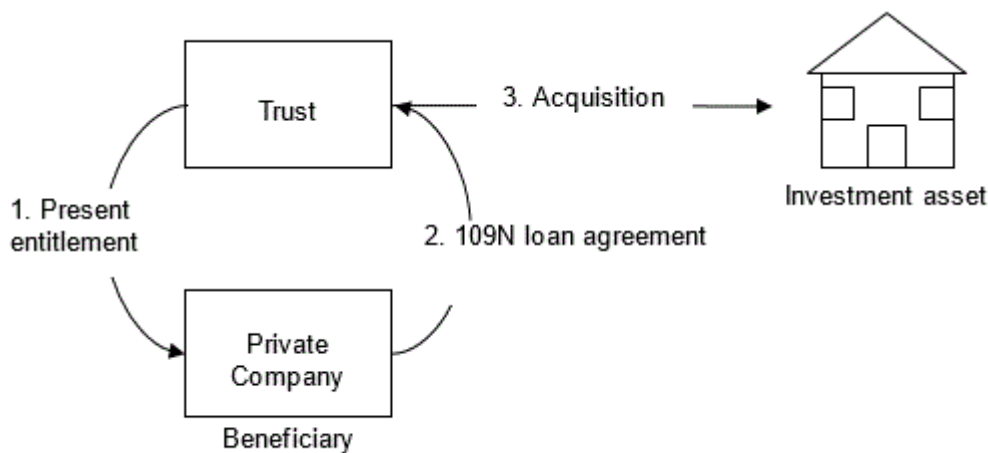 Trust
3. Acquisition
Investment asset
1. Present
entitlement
2. 109N loan agreement
Private
Company
Beneficiary